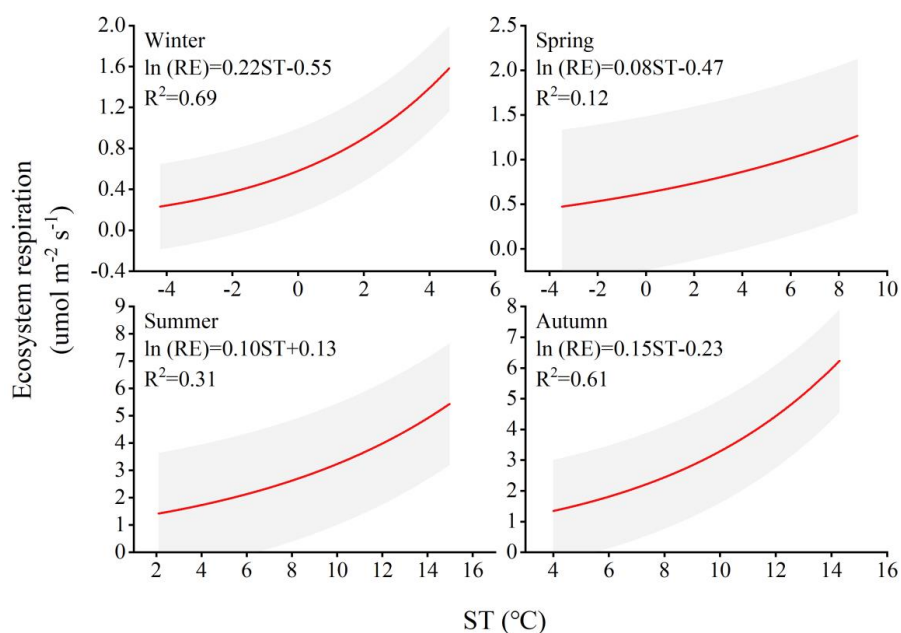 Ecosystem respiration
(umol m⁻² s⁻¹)
Winter
ln (RE)=0.22ST-0.55
R²=0.69
2.0
1.6
1.2
0.8
0.4
0.0
-0.4
-4 -2 0 2 4 6
Spring
ln (RE)=0.08ST-0.47
R²=0.12
2.5
2.0
1.5
1.0
0.5
0.0
-4 -2 0 2 4 6 8 10
Summer
ln (RE)=0.10ST+0.13
R²=0.31
9
8
7
6
5
4
3
2
1
0
2 4 6 8 10 12 14 16
Autumn
ln (RE)=0.15ST-0.23
R²=0.61
8
7
6
5
4
3
2
1
0
4 6 8 10 12 14 16
ST (℃)